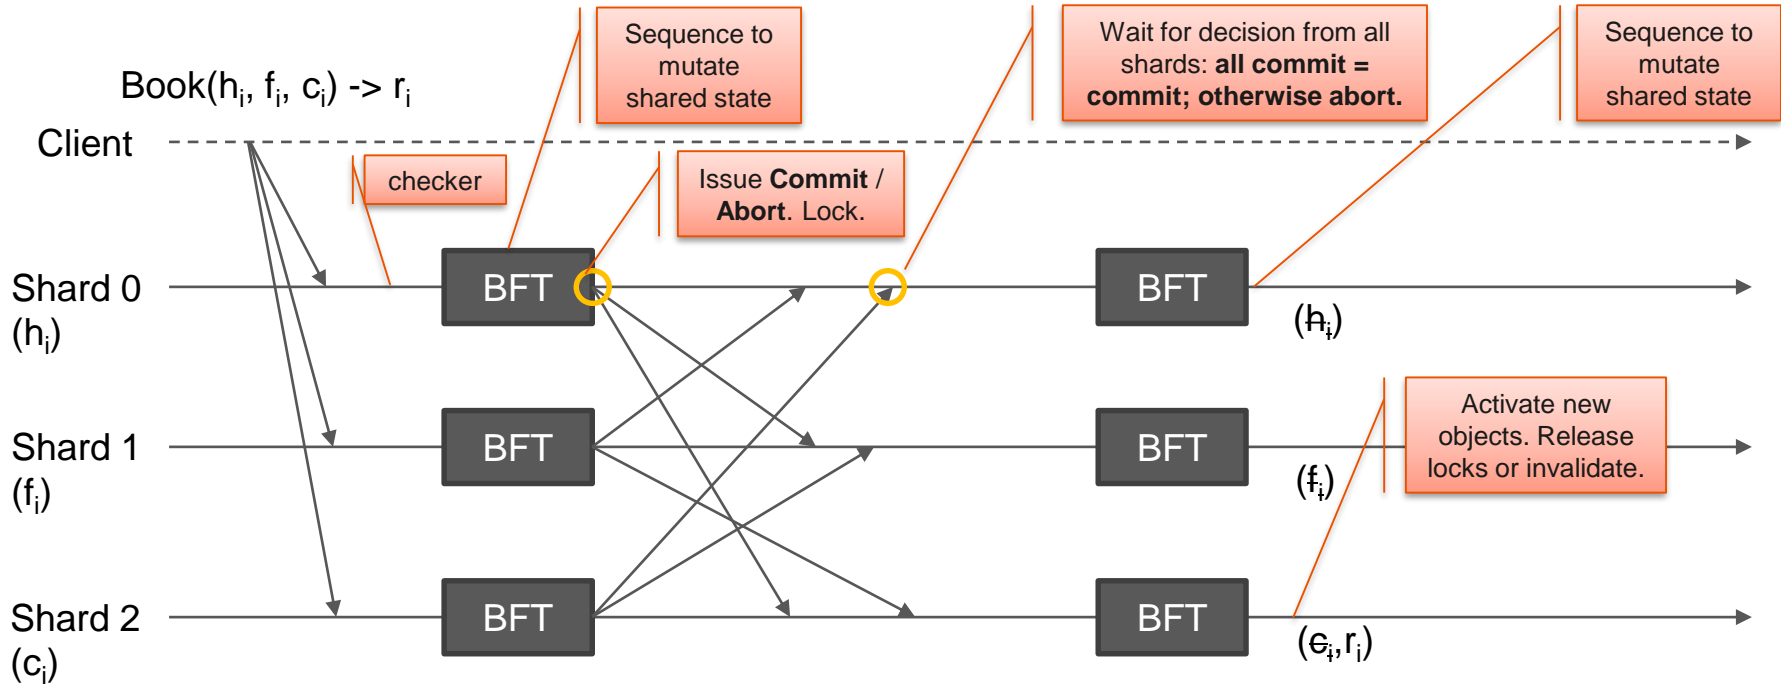 Sequence to
mutate
shared state
Wait for decision from all
shards: all commit =
commit; otherwise abort.
Sequence to
mutate
shared state
Book(hᵢ, fᵢ, cᵢ) -> rᵢ
Client
checker
Issue Commit /
Abort. Lock.
Shard 0
(hᵢ)
BFT
BFT
(hᵢ)
Shard 1
(fᵢ)
BFT
BFT
(fᵢ)
Activate new
objects. Release
locks or invalidate.
Shard 2
(cᵢ)
BFT
BFT
(cᵢ,rᵢ)